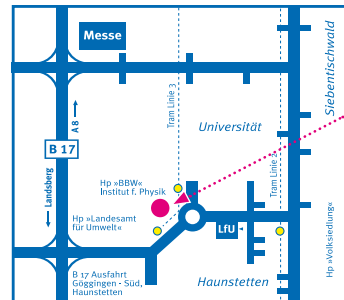 Messe
Siebentischwald
Tram Linie 3
A 8
Universität
B 17
Tram Linie 2
Landsberg
Hp »BBW«
Institut f. Physik
Hp »Landesamt
für Umwelt«
LfU
Hp »Volksiedlung«
B 17 Ausfahrt
Göggingen - Süd,
Haunstetten
Haunstetten